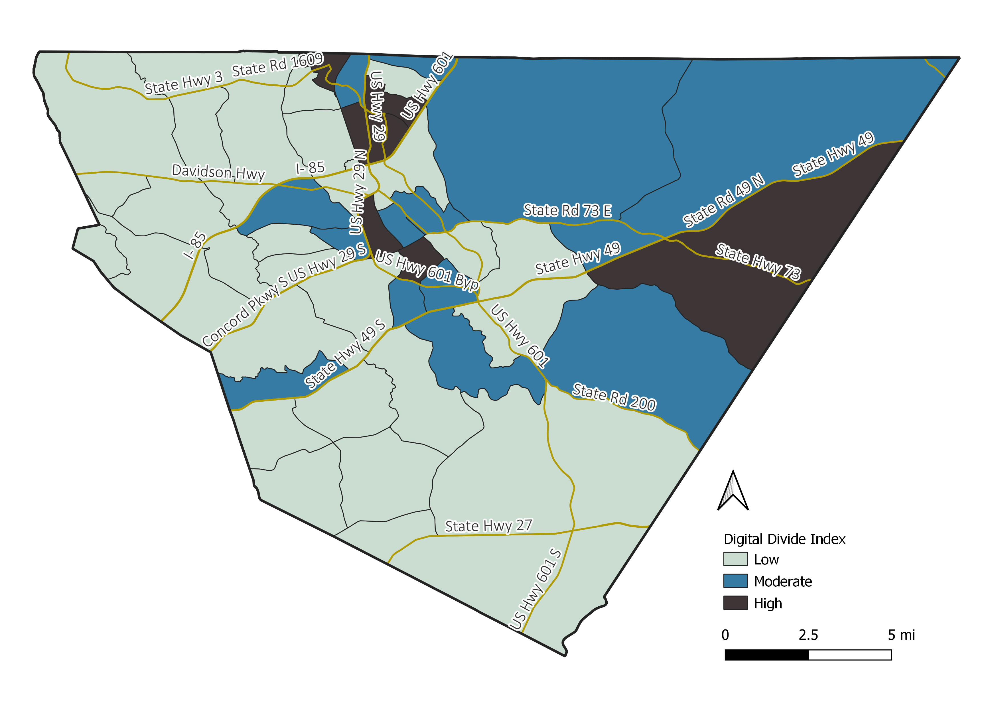 State Hwy 3
State Rd 1609
US Hwy 29
US Hwy 601
Davidson Hwy
I- 85
US Hwy 29 N
State Hwy 49
State Rd 49 N
State Rd 73 E
US Hwy
I- 85
US Hwy 29 S
US Hwy 601 Byp
State Hwy 49
State Hwy 73
Concord Pkwy S
State Hwy 49 S
US Hwy 601
State Rd 200
State Hwy 27
US Hwy 601 S
Digital Divide Index
Low
Moderate
High
0 2.5 5 mi